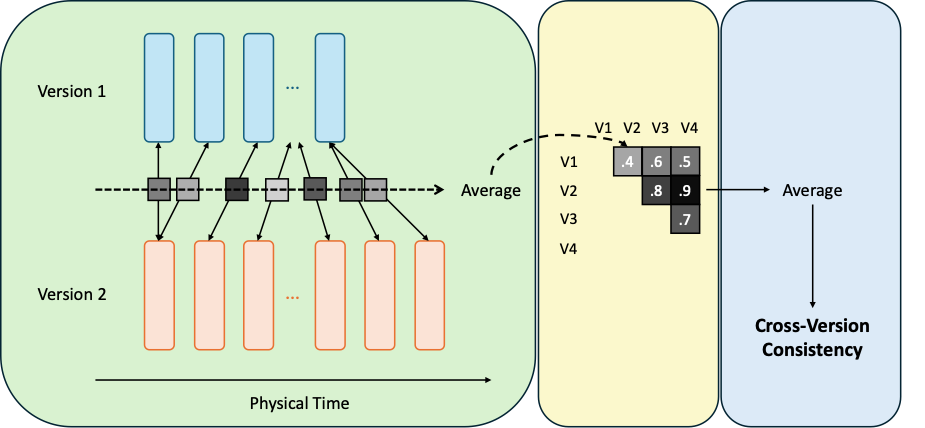 Version 1
...
Average
Version 2
...
Physical Time
V1 V2 V3 V4
V1 .4 .6 .5
V2 .8 .9
V3 .7
V4
Average
Cross-Version
Consistency